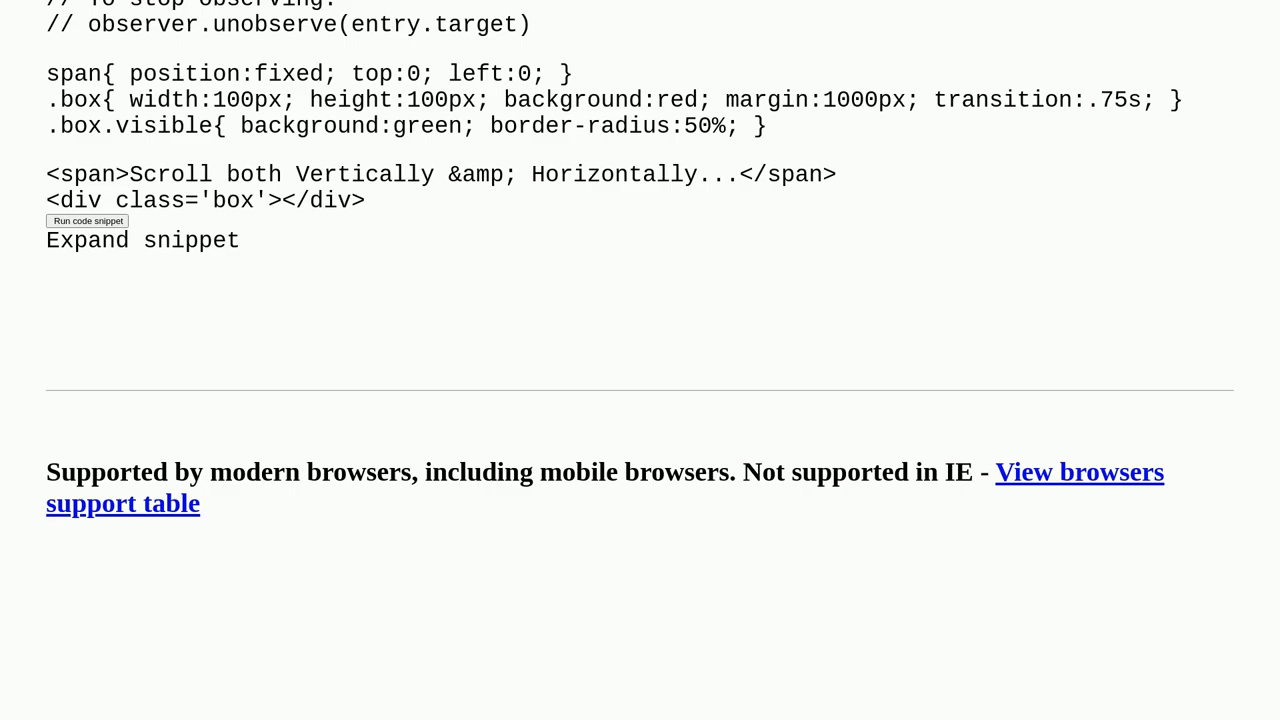 // To stop observing:
// observer.unobserve(entry.target)
span{ position:fixed; top:0; left:0; }
.box{ width:100px; height:100px; background:red; margin:1000px; transition:.75s; }
.box.visible{ background:green; border-radius:50%; }
<span>Scroll both Vertically &amp; Horizontally...</span>
<div class='box'></div>
Run code snippet
Expand snippet
Supported by modern browsers, including mobile browsers. Not supported in IE - View browsers
support table